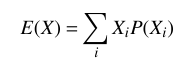 E(X) = ∑_i X_i P(X_i)